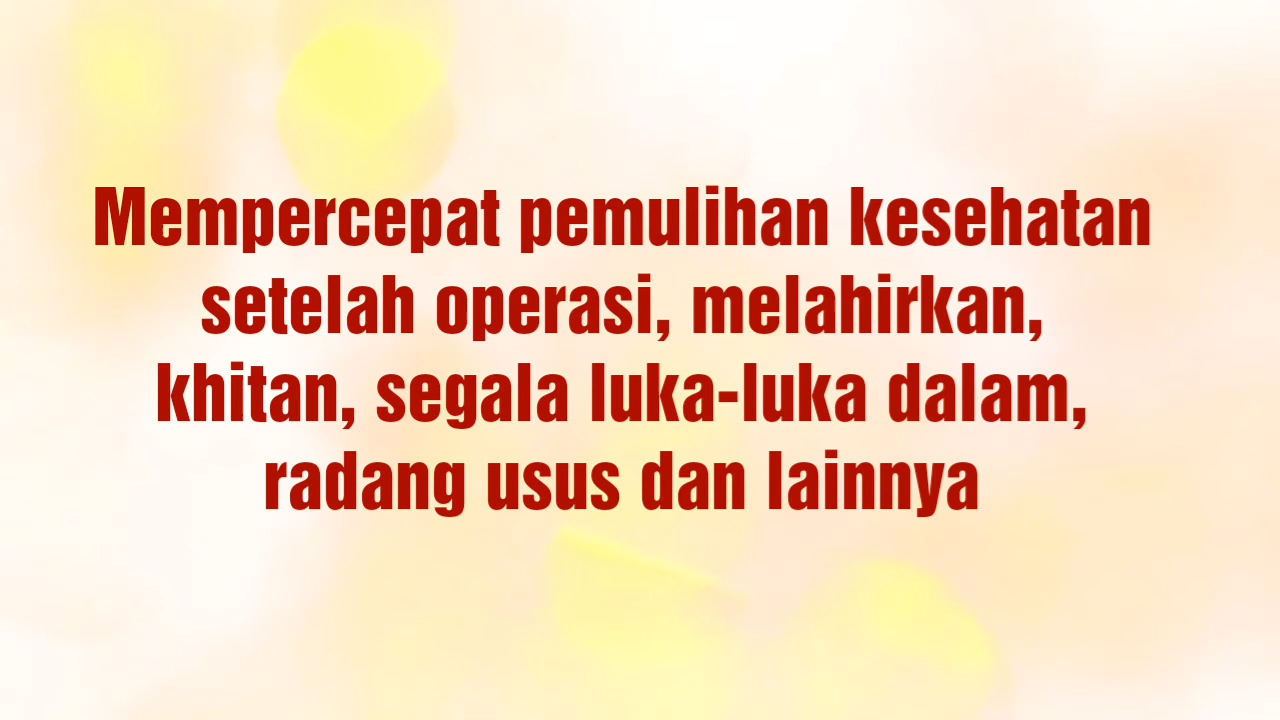 Mempercepat pemulihan kesehatan
setelah operasi, melahirkan,
khitan, segala luka-luka dalam,
radang usus dan lainnya